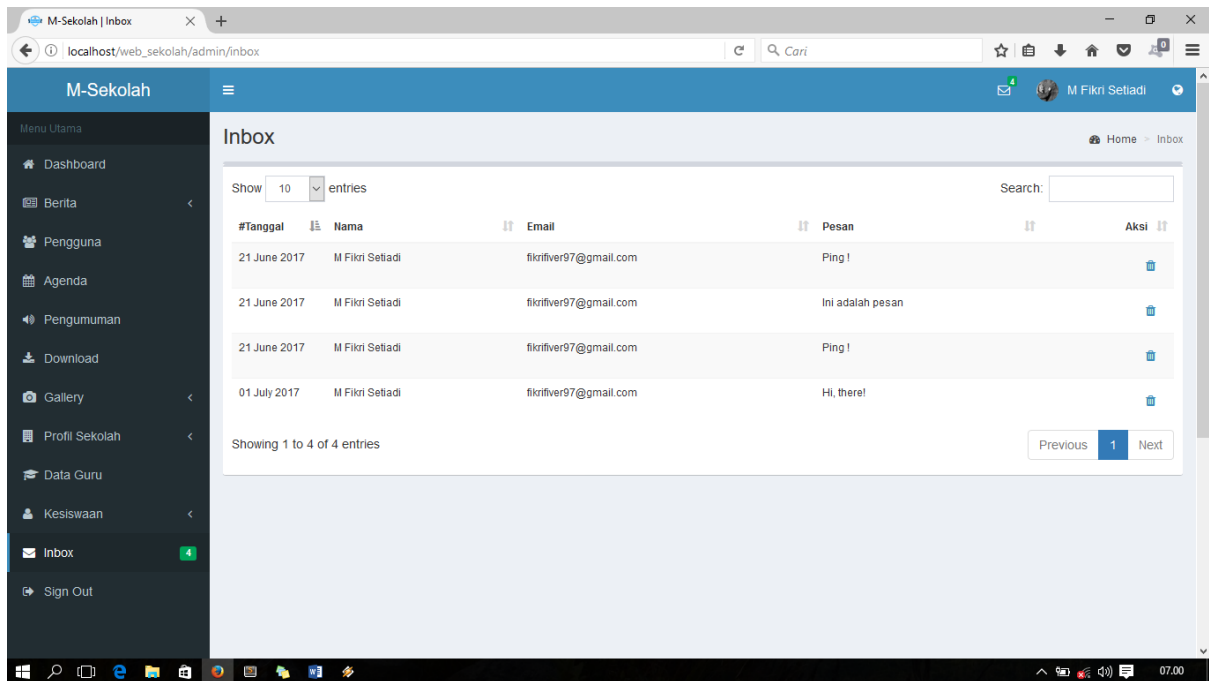 M-Sekolah | Inbox
localhost/web_sekolah/admin/inbox
Cari
0
M-Sekolah
4
M Fikri Setiadi
Menu Utama
Dashboard
Berita
Pengguna
Agenda
Pengumuman
Download
Gallery
Profil Sekolah
Data Guru
Kesiswaan
Inbox 4
Sign Out
Inbox
Home > Inbox
Show 10 entries
Search:
#Tanggal Nama Email Pesan Aksi
21 June 2017 M Fikri Setiadi fikrifiver97@gmail.com Ping !
21 June 2017 M Fikri Setiadi fikrifiver97@gmail.com Ini adalah pesan
21 June 2017 M Fikri Setiadi fikrifiver97@gmail.com Ping !
01 July 2017 M Fikri Setiadi fikrifiver97@gmail.com Hi, there!
Showing 1 to 4 of 4 entries
Previous 1 Next
07.00